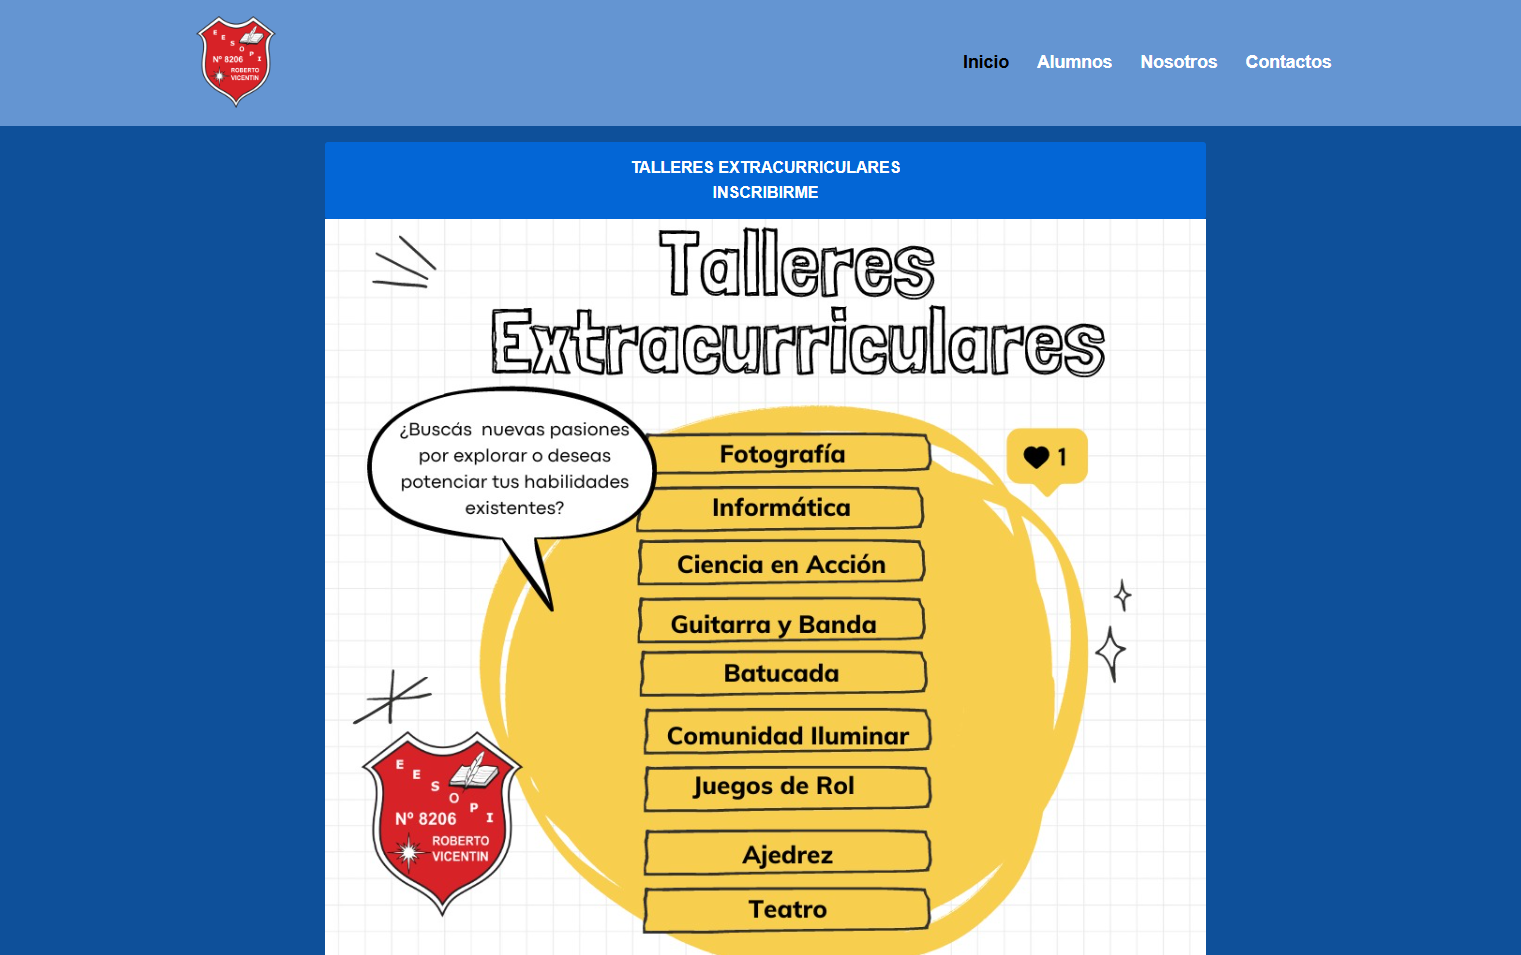 E E S O P I
Nº 8206
ROBERTO
VICENTIN
Inicio Alumnos Nosotros Contactos
TALLERES EXTRACURRICULARES
INSCRIBIRME
Talleres
Extracurriculares
¿Buscás nuevas pasiones
por explorar o deseas
potenciar tus habilidades
existentes?
1
Fotografía
Informática
Ciencia en Acción
Guitarra y Banda
Batucada
Comunidad Iluminar
Juegos de Rol
Ajedrez
Teatro
E E S O P I
Nº 8206
ROBERTO
VICENTIN